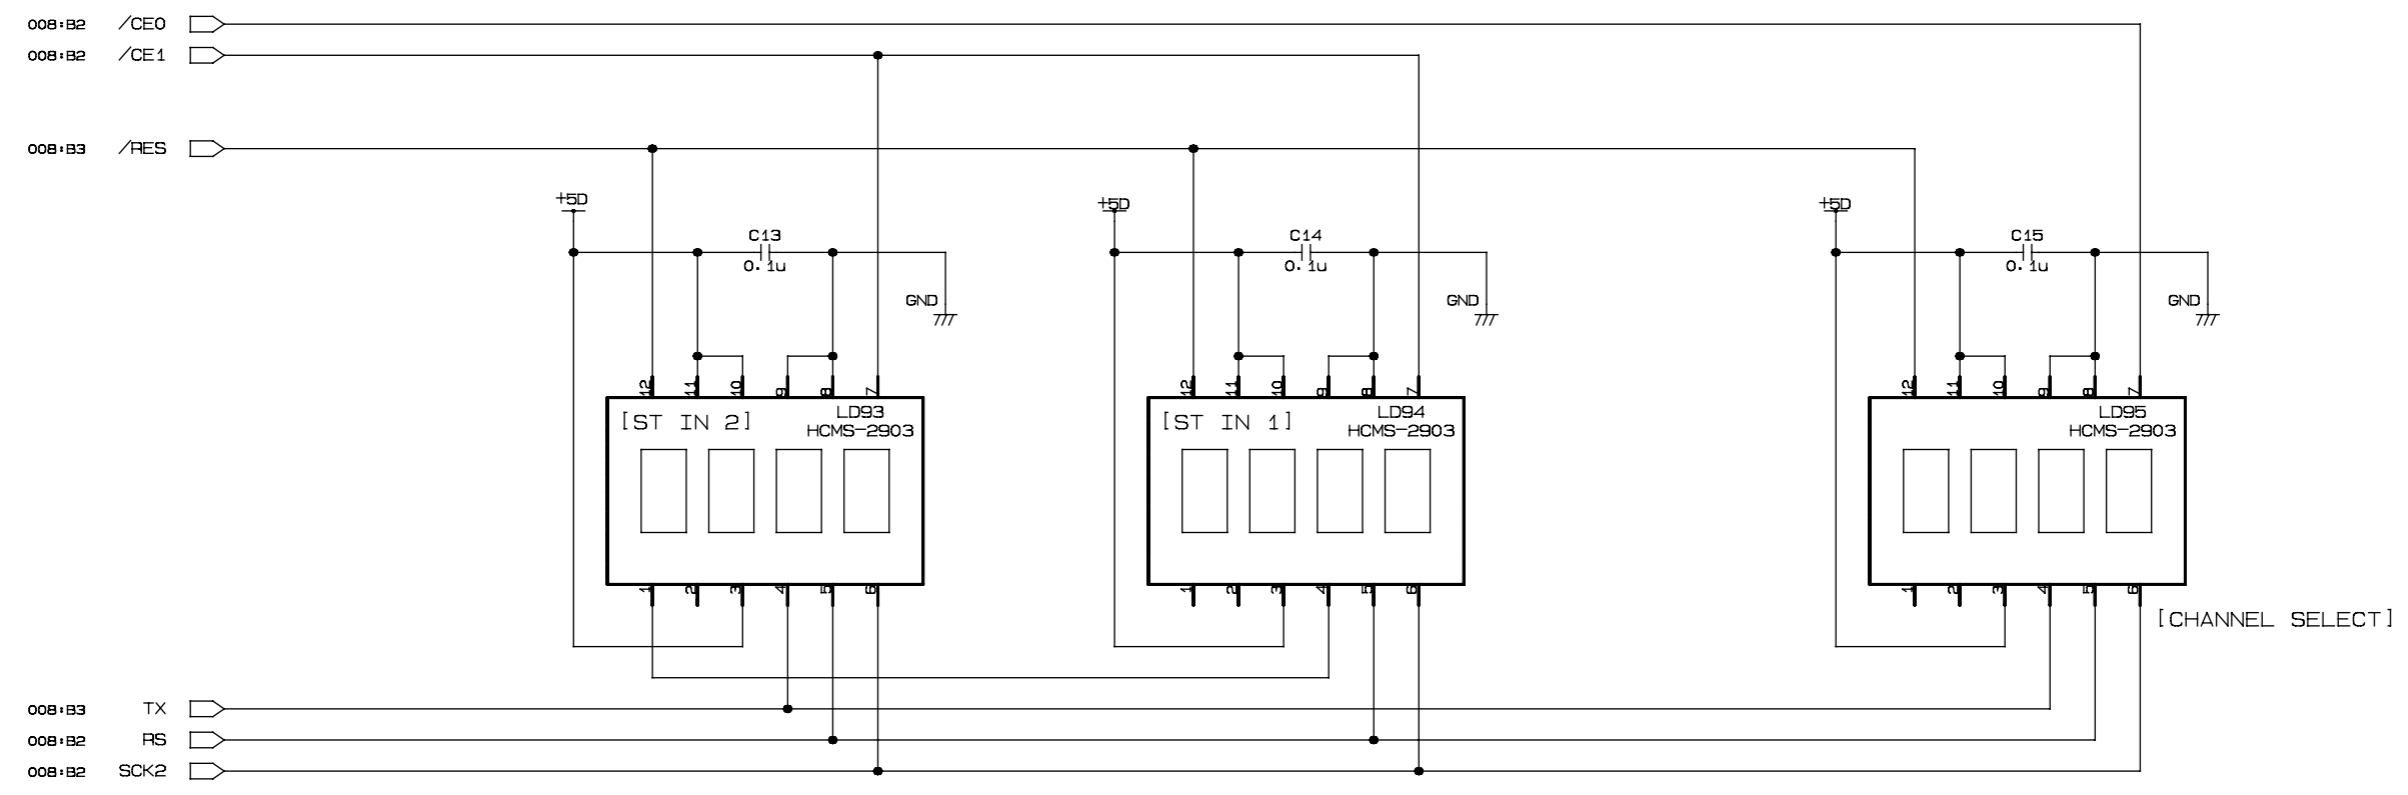 008:B2 /CE0
008:B2 /CE1
008:B3 /RES
+5D +5D +5D
C13 C14 C15
0.1u 0.1u 0.1u
GND GND GND
12 11 10 9 8 7 12 11 10 9 8 7 12 11 10 9 8 7
[ST IN 2] LD93 [ST IN 1] LD94 LD95
HCMS-2903 HCMS-2903 HCMS-2903
1 2 3 4 5 6 1 2 3 4 5 6 1 2 3 4 5 6
[CHANNEL SELECT]
008:B3 TX
008:B2 RS
008:B2 SCK2